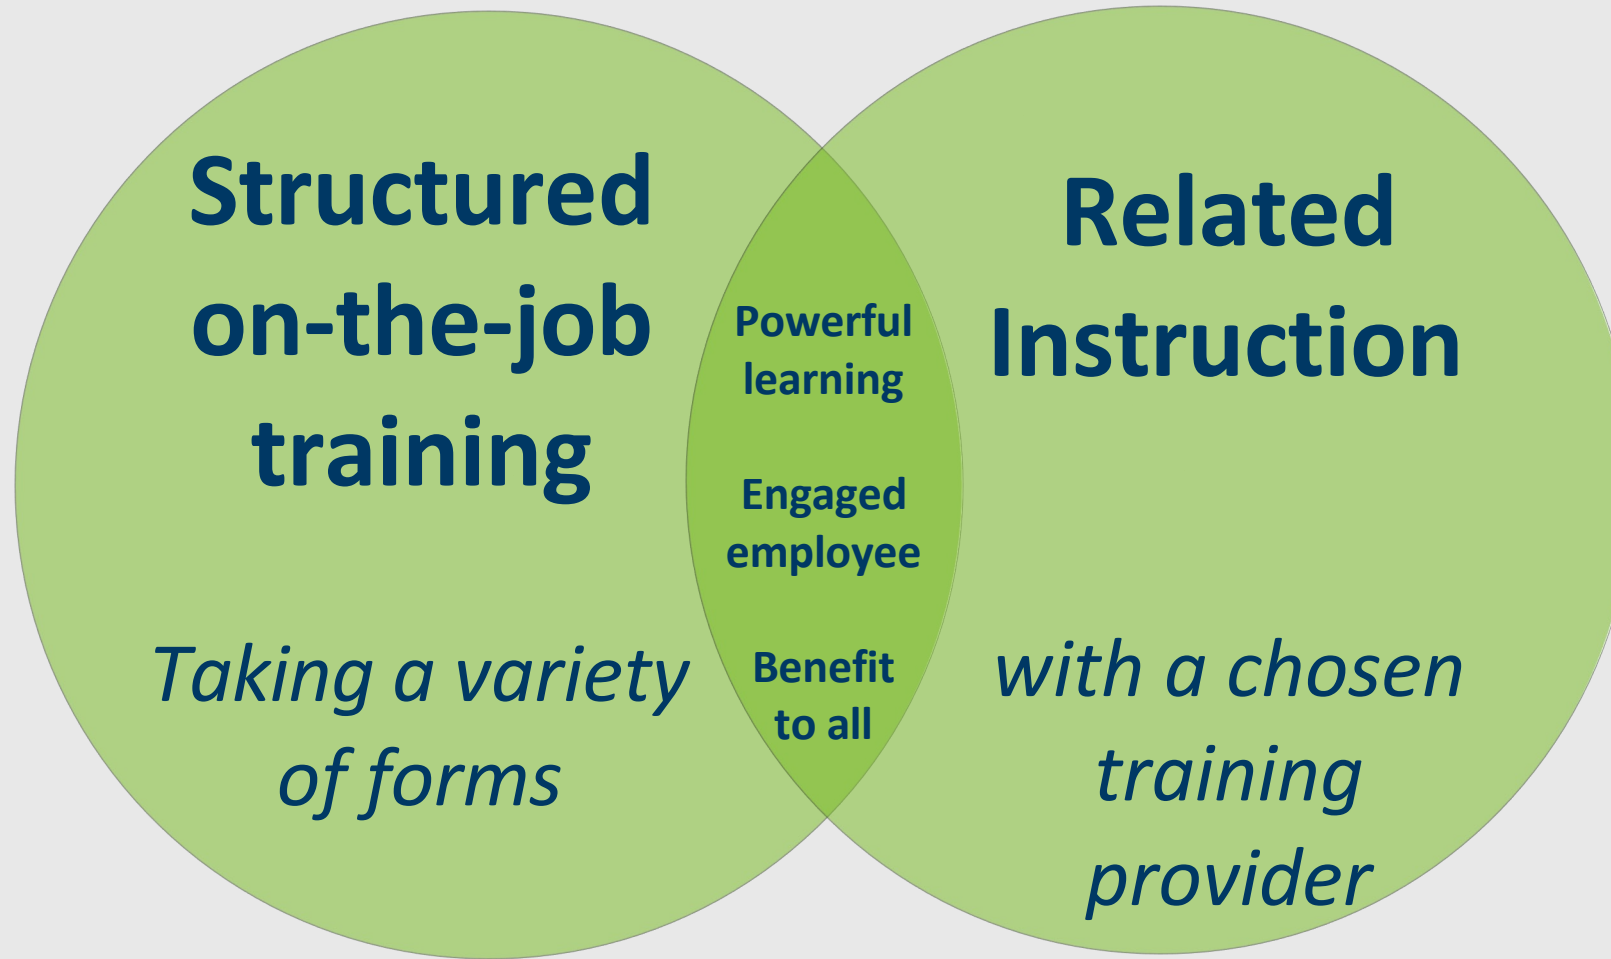 Structured
on-the-job
training
Taking a variety
of forms
Powerful
learning
Engaged
employee
Benefit
to all
Related
Instruction
with a chosen
training
provider